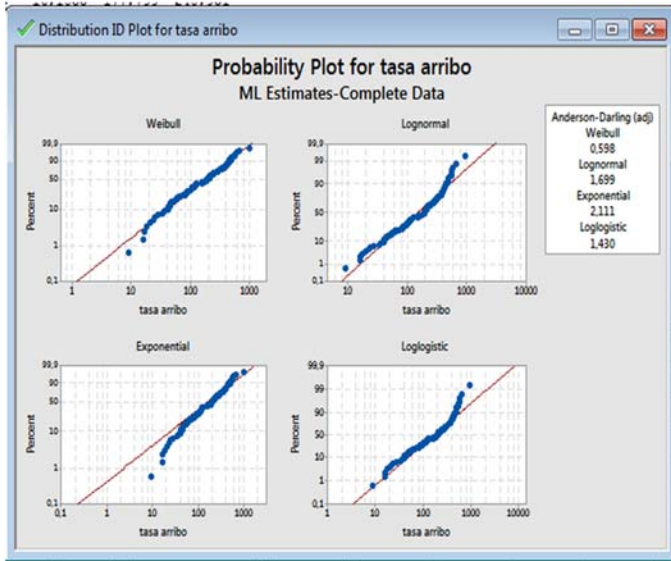 Distribution ID Plot for tasa arribo
Probability Plot for tasa arribo
ML Estimates-Complete Data
Weibull
Percent
99,9
90
50
10
1
0,1
1 10 100 1000
tasa arribo
Lognormal
Percent
99,9
99
90
50
10
1
0,1
10 100 1000 10000
tasa arribo
Anderson-Darling (adj)
Weibull
0,598
Lognormal
1,699
Exponential
2,111
Loglogistic
1,430
Exponential
Percent
99,9
90
50
10
1
0,1
0,1 1 10 100 1000
tasa arribo
Loglogistic
Percent
99,9
99
90
50
10
1
0,1
1 10 100 1000 10000
tasa arribo